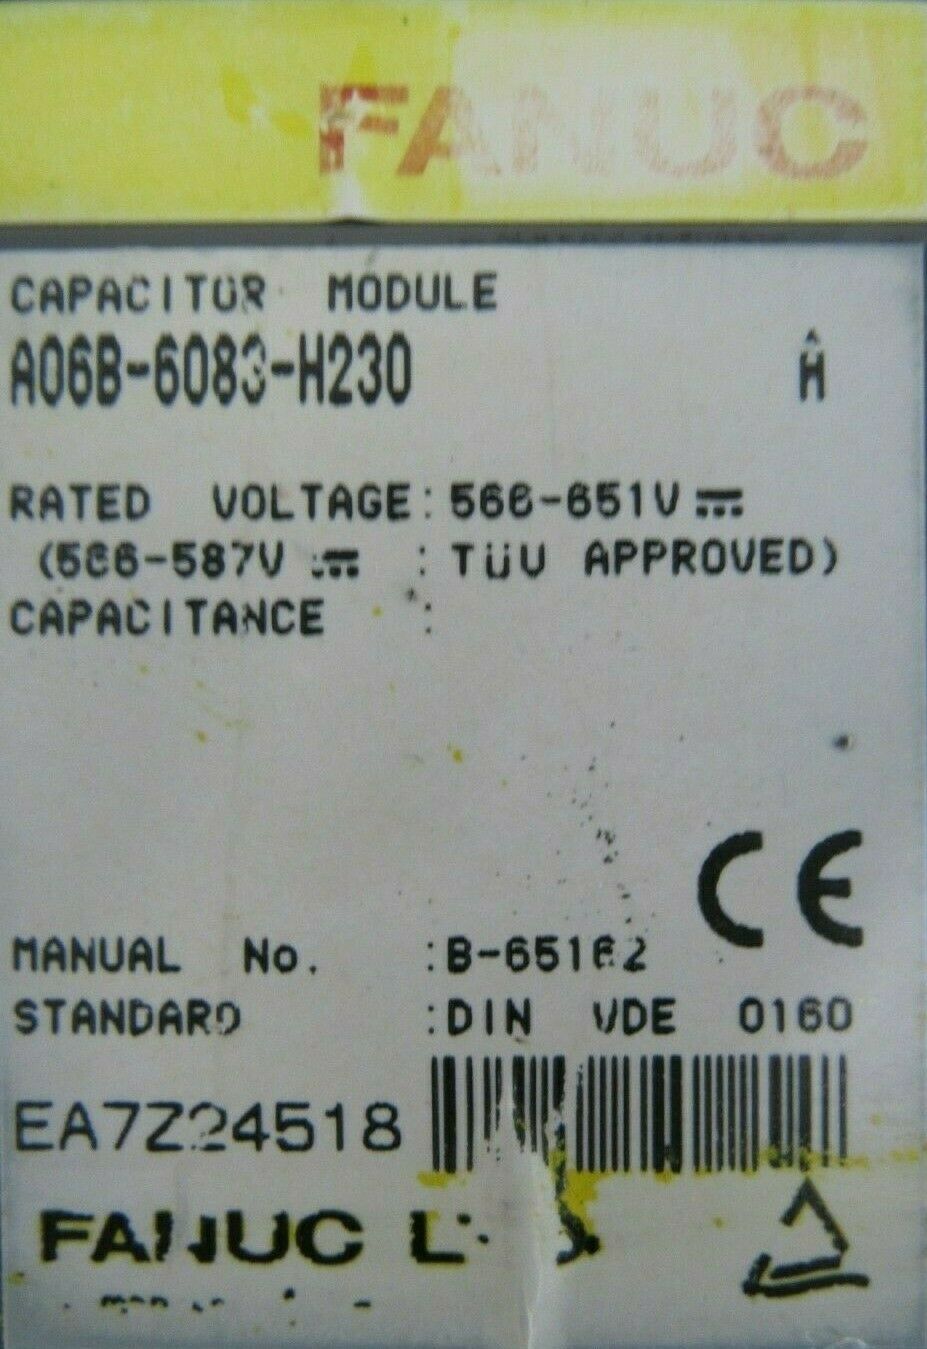 FANUC
CAPACITOR MODULE
A06B-6083-H230 Ĥ
RATED VOLTAGE:566-651V⎓
(566-587V ⎓ : TÜV APPROVED)
CAPACITANCE :
CE
MANUAL No. :B-65162
STANDARD :DIN VDE 0160
EA7Z24518
FANUC